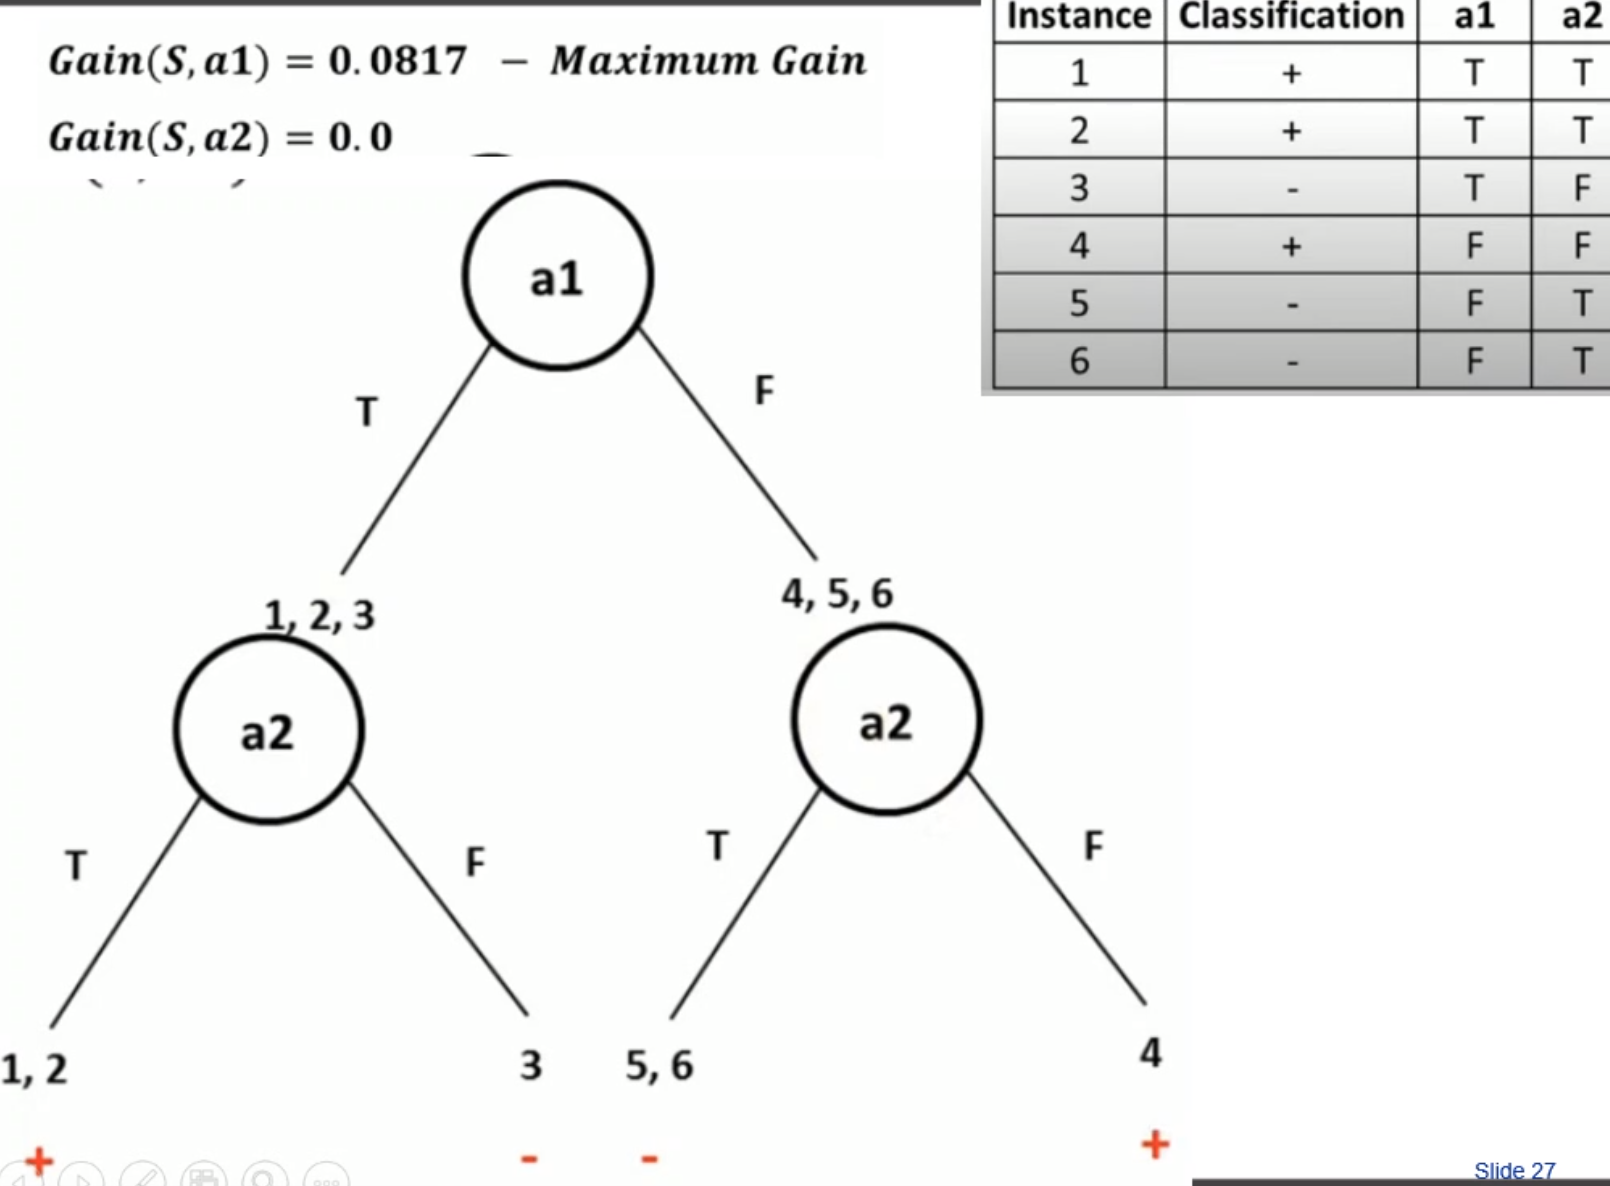 Gain(S, a1) = 0.0817 − Maximum Gain
Gain(S, a2) = 0.0
Instance Classification a1 a2
1 + T T
2 + T T
3 - T F
4 + F F
5 - F T
6 - F T
a1
T F
1, 2, 3 4, 5, 6
a2 a2
T F T F
1, 2 3 5, 6 4
+ - - +
Slide 27